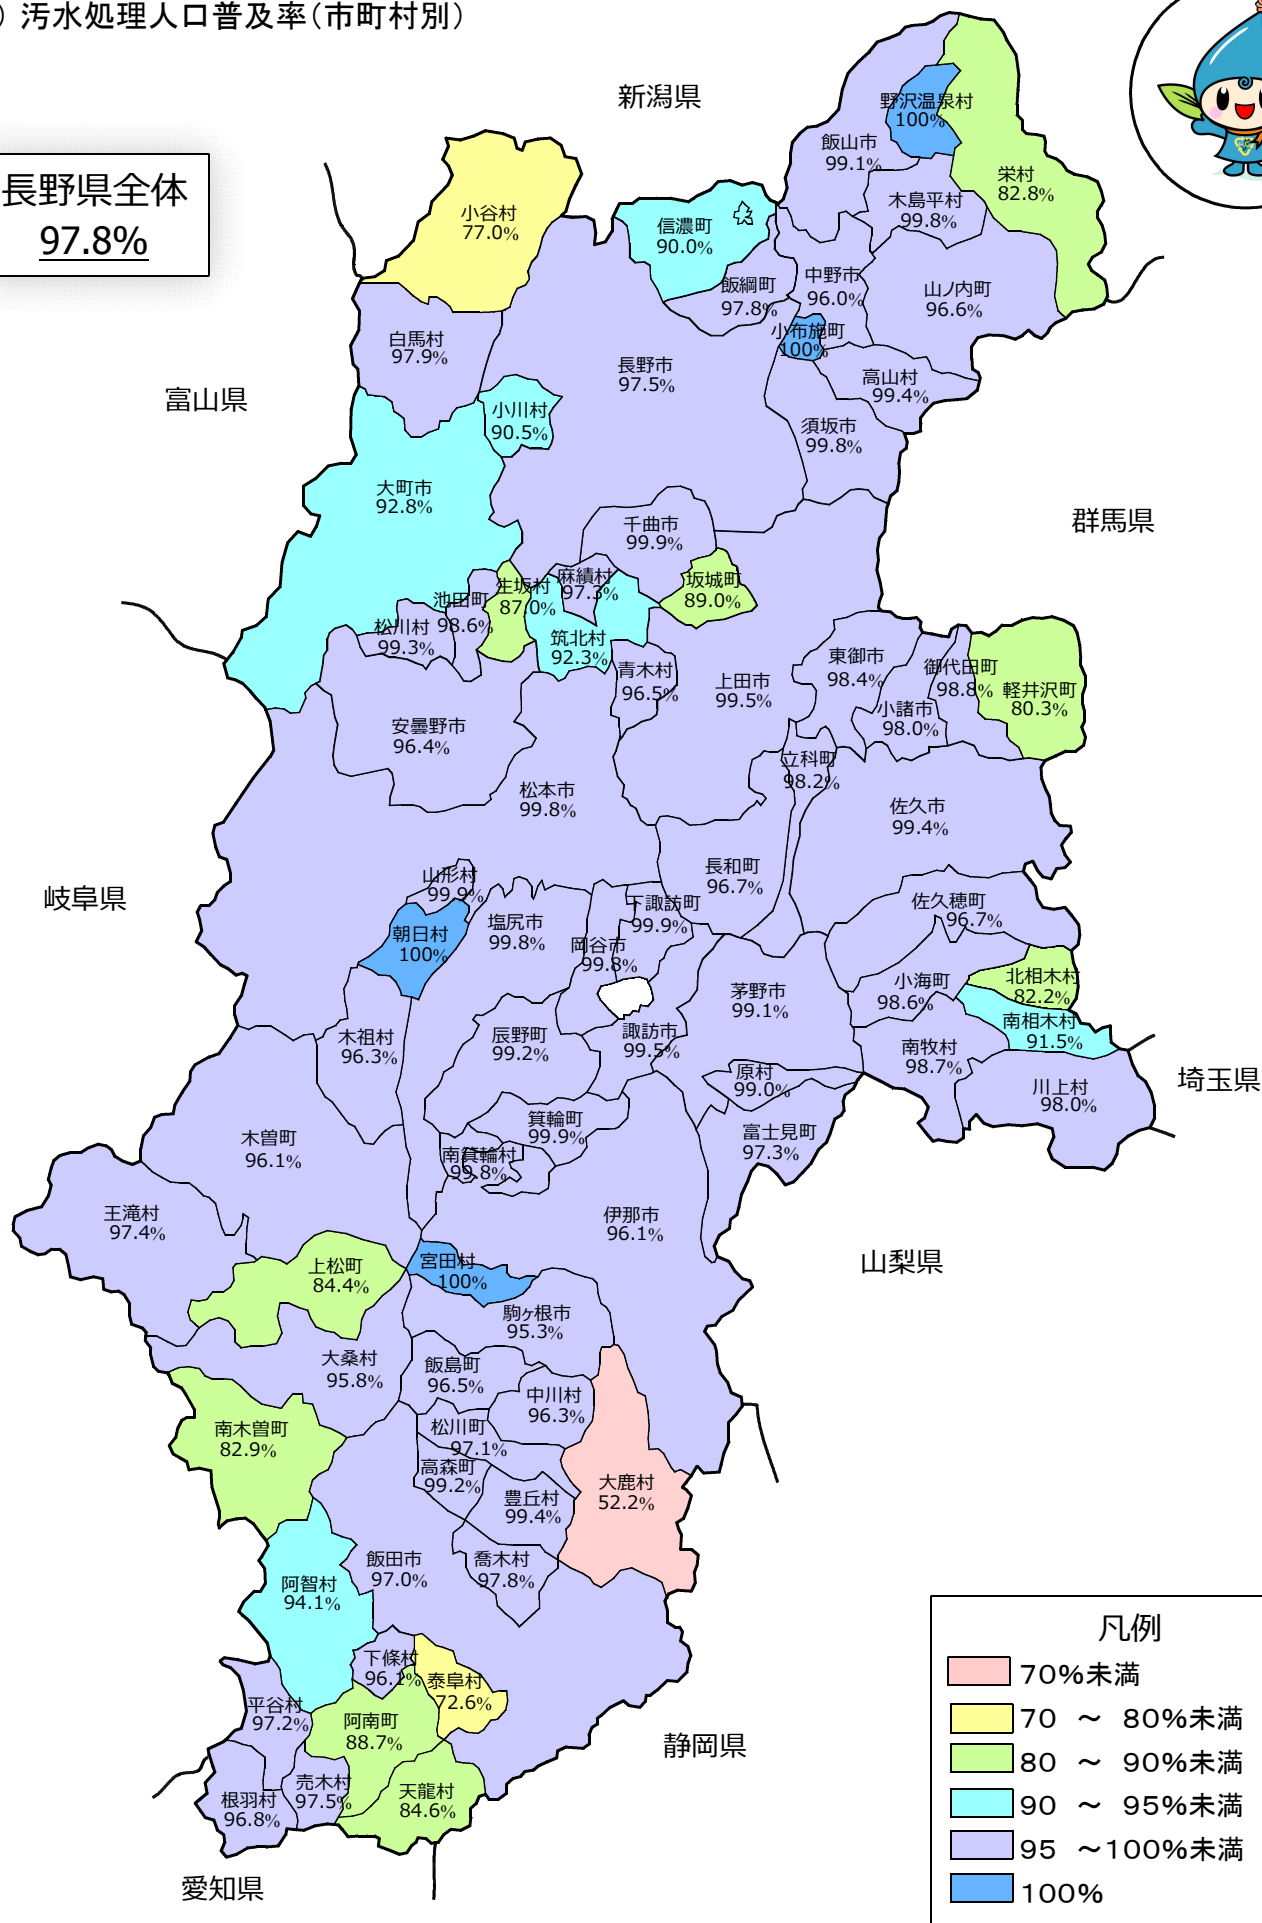 ) 汚水処理人口普及率(市町村別)
長野県全体
97.8%
新潟県
富山県
群馬県
岐阜県
埼玉県
山梨県
静岡県
愛知県
野沢温泉村
100%
飯山市
99.1%
栄村
82.8%
木島平村
99.8%
小谷村
77.0%
信濃町
90.0%
飯綱町
97.8%
中野市
96.0%
山ノ内町
96.6%
白馬村
97.9%
小布施町
100%
長野市
97.5%
高山村
99.4%
小川村
90.5%
須坂市
99.8%
大町市
92.8%
千曲市
99.9%
麻績村
97.3%
坂城町
89.0%
生坂村
87.0%
池田町
98.6%
松川村
99.3%
筑北村
92.3%
青木村
96.5%
上田市
99.5%
東御市
98.4%
御代田町
98.8%
軽井沢町
80.3%
小諸市
98.0%
安曇野市
96.4%
立科町
98.2%
松本市
99.8%
佐久市
99.4%
長和町
96.7%
山形村
99.9%
下諏訪町
99.9%
佐久穂町
96.7%
朝日村
100%
塩尻市
99.8%
岡谷市
99.8%
北相木村
82.2%
小海町
98.6%
茅野市
99.1%
南相木村
91.5%
木祖村
96.3%
辰野町
99.2%
諏訪市
99.5%
南牧村
98.7%
原村
99.0%
川上村
98.0%
箕輪町
99.9%
富士見町
97.3%
木曽町
96.1%
南箕輪村
99.8%
王滝村
97.4%
伊那市
96.1%
上松町
84.4%
宮田村
100%
駒ヶ根市
95.3%
大桑村
95.8%
飯島町
96.5%
中川村
96.3%
南木曽町
82.9%
松川町
97.1%
高森町
99.2%
大鹿村
52.2%
豊丘村
99.4%
飯田市
97.0%
喬木村
97.8%
阿智村
94.1%
下條村
96.1%
泰阜村
72.6%
平谷村
97.2%
阿南町
88.7%
売木村
97.5%
天龍村
84.6%
根羽村
96.8%
凡例
70%未満
70 ～ 80%未満
80 ～ 90%未満
90 ～ 95%未満
95 ～100%未満
100%